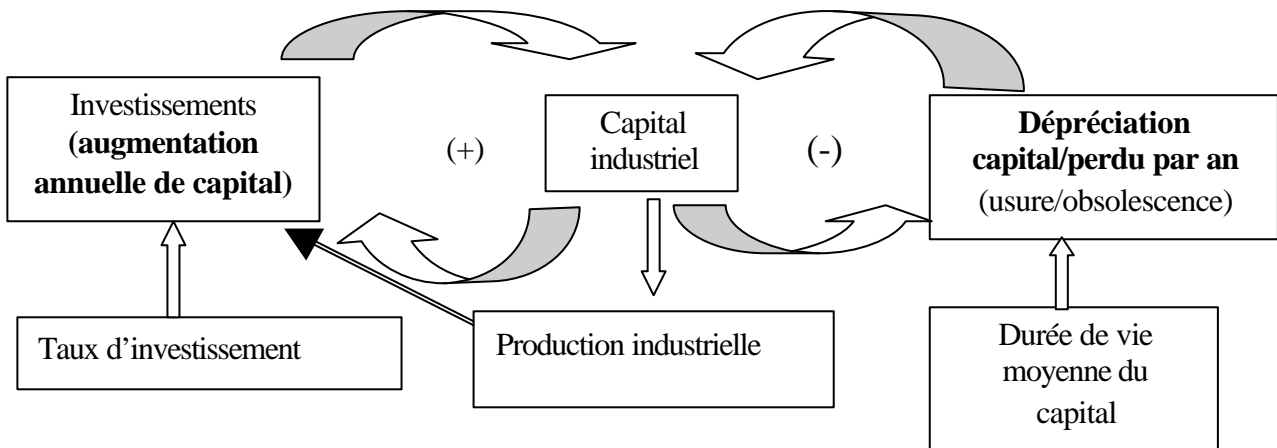 Investissements
(augmentation
annuelle de capital)
(+)
Capital
industriel
(-)
Dépréciation
capital/perdu par an
(usure/obsolescence)
Taux d’investissement
Production industrielle
Durée de vie
moyenne du
capital